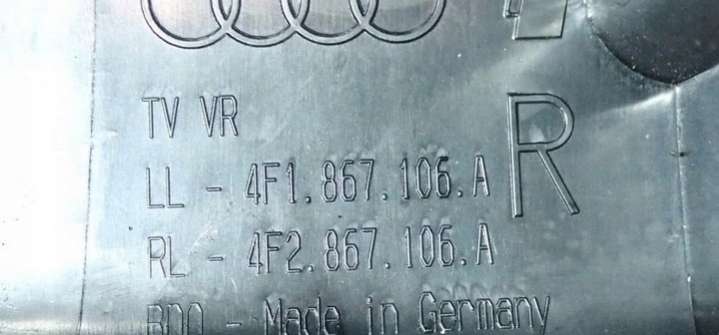 TV VR
R
LL - 4F1.867.106.A
RL - 4F2.867.106.A
- Made in Germany